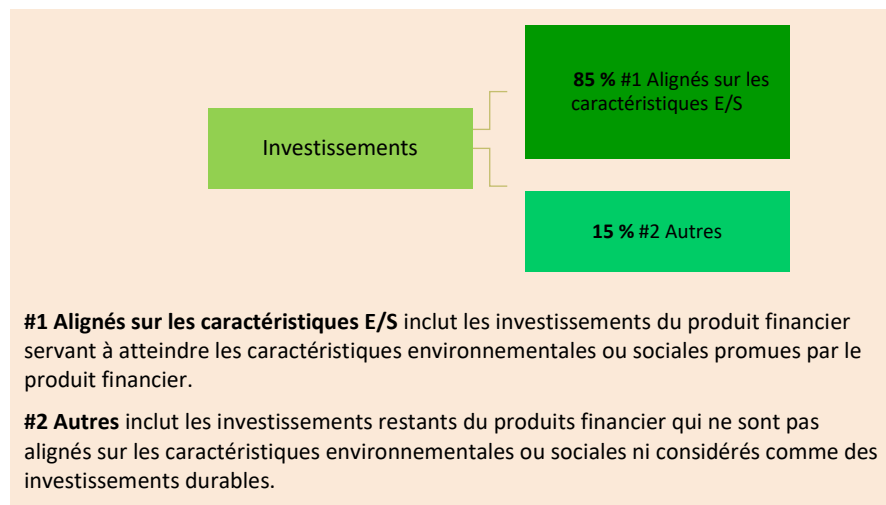 85 % #1 Alignés sur les
caractéristiques E/S
Investissements
15 % #2 Autres
#1 Alignés sur les caractéristiques E/S inclut les investissements du produit financier
servant à atteindre les caractéristiques environnementales ou sociales promues par le
produit financier.
#2 Autres inclut les investissements restants du produits financier qui ne sont pas
alignés sur les caractéristiques environnementales ou sociales ni considérés comme des
investissements durables.